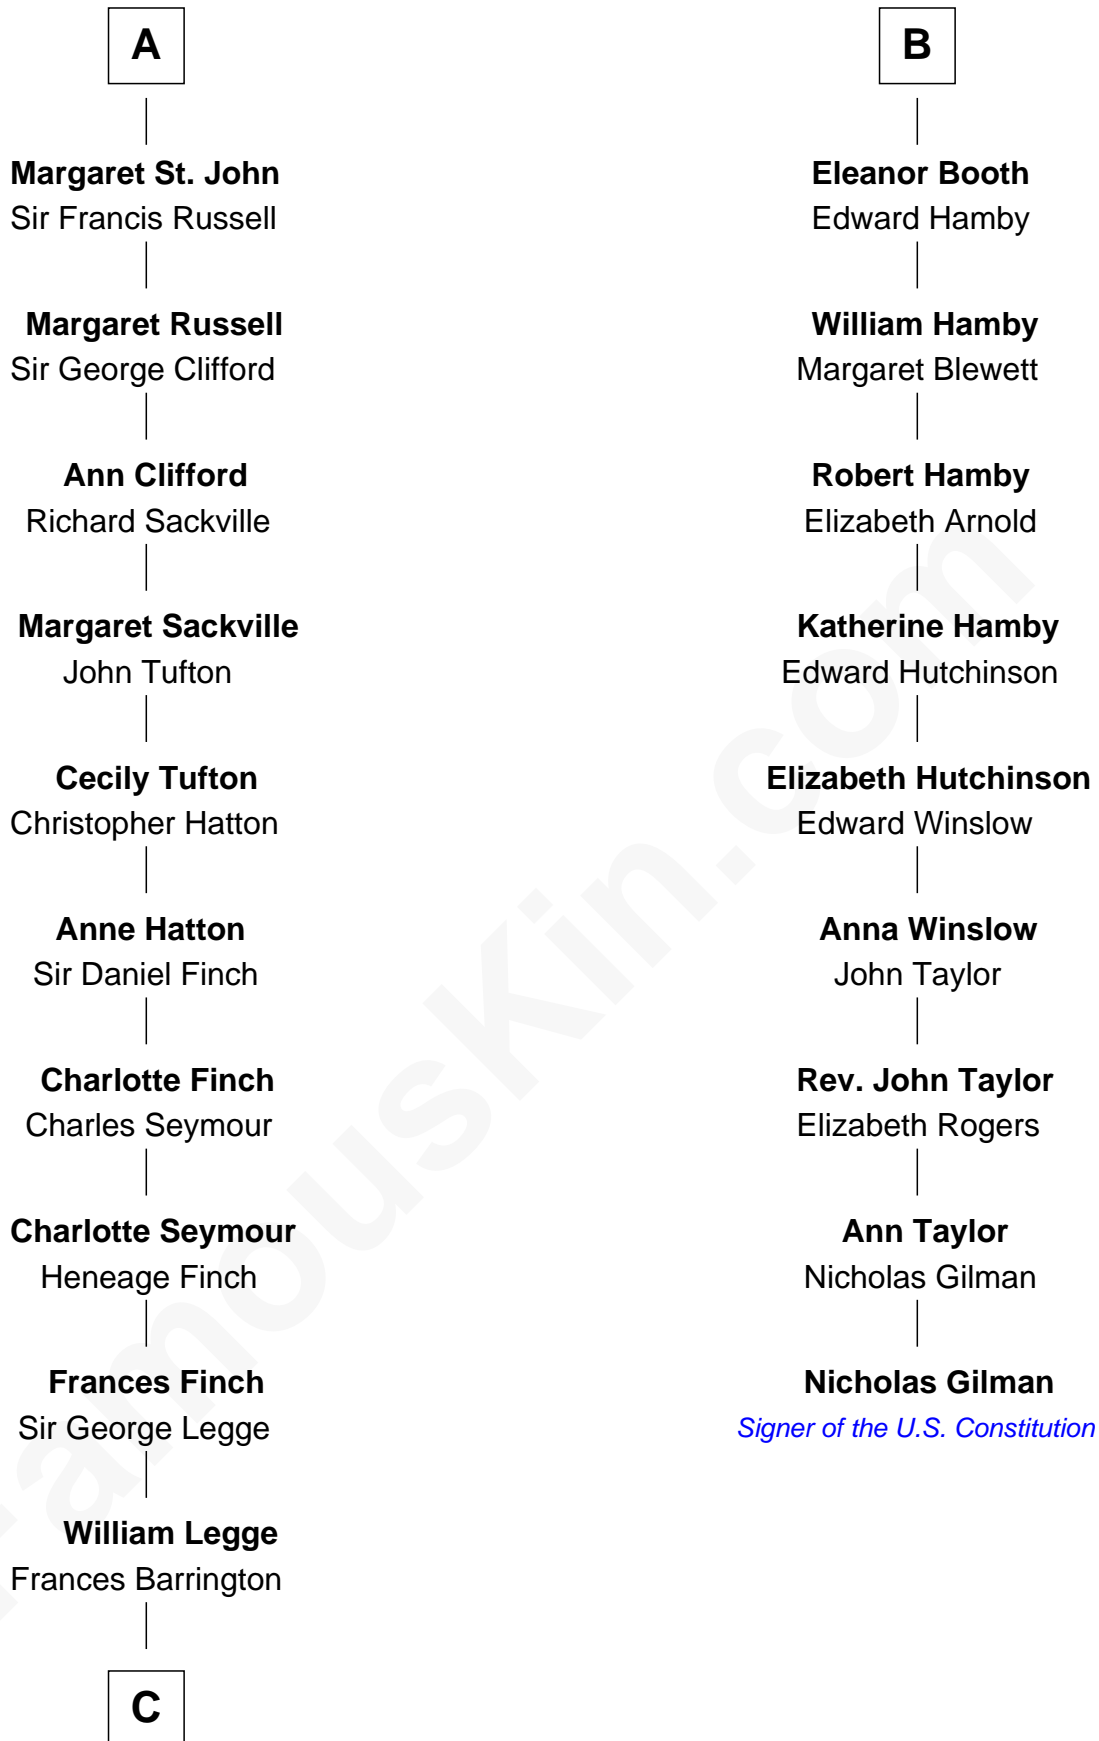 A
Margaret St. John
Sir Francis Russell
Margaret Russell
Sir George Clifford
Ann Clifford
Richard Sackville
Margaret Sackville
John Tufton
Cecily Tufton
Christopher Hatton
Anne Hatton
Sir Daniel Finch
Charlotte Finch
Charles Seymour
Charlotte Seymour
Heneage Finch
Frances Finch
Sir George Legge
William Legge
Frances Barrington
C
B
Eleanor Booth
Edward Hamby
William Hamby
Margaret Blewett
Robert Hamby
Elizabeth Arnold
Katherine Hamby
Edward Hutchinson
Elizabeth Hutchinson
Edward Winslow
Anna Winslow
John Taylor
Rev. John Taylor
Elizabeth Rogers
Ann Taylor
Nicholas Gilman
Nicholas Gilman
Signer of the U.S. Constitution
FamousKin.com